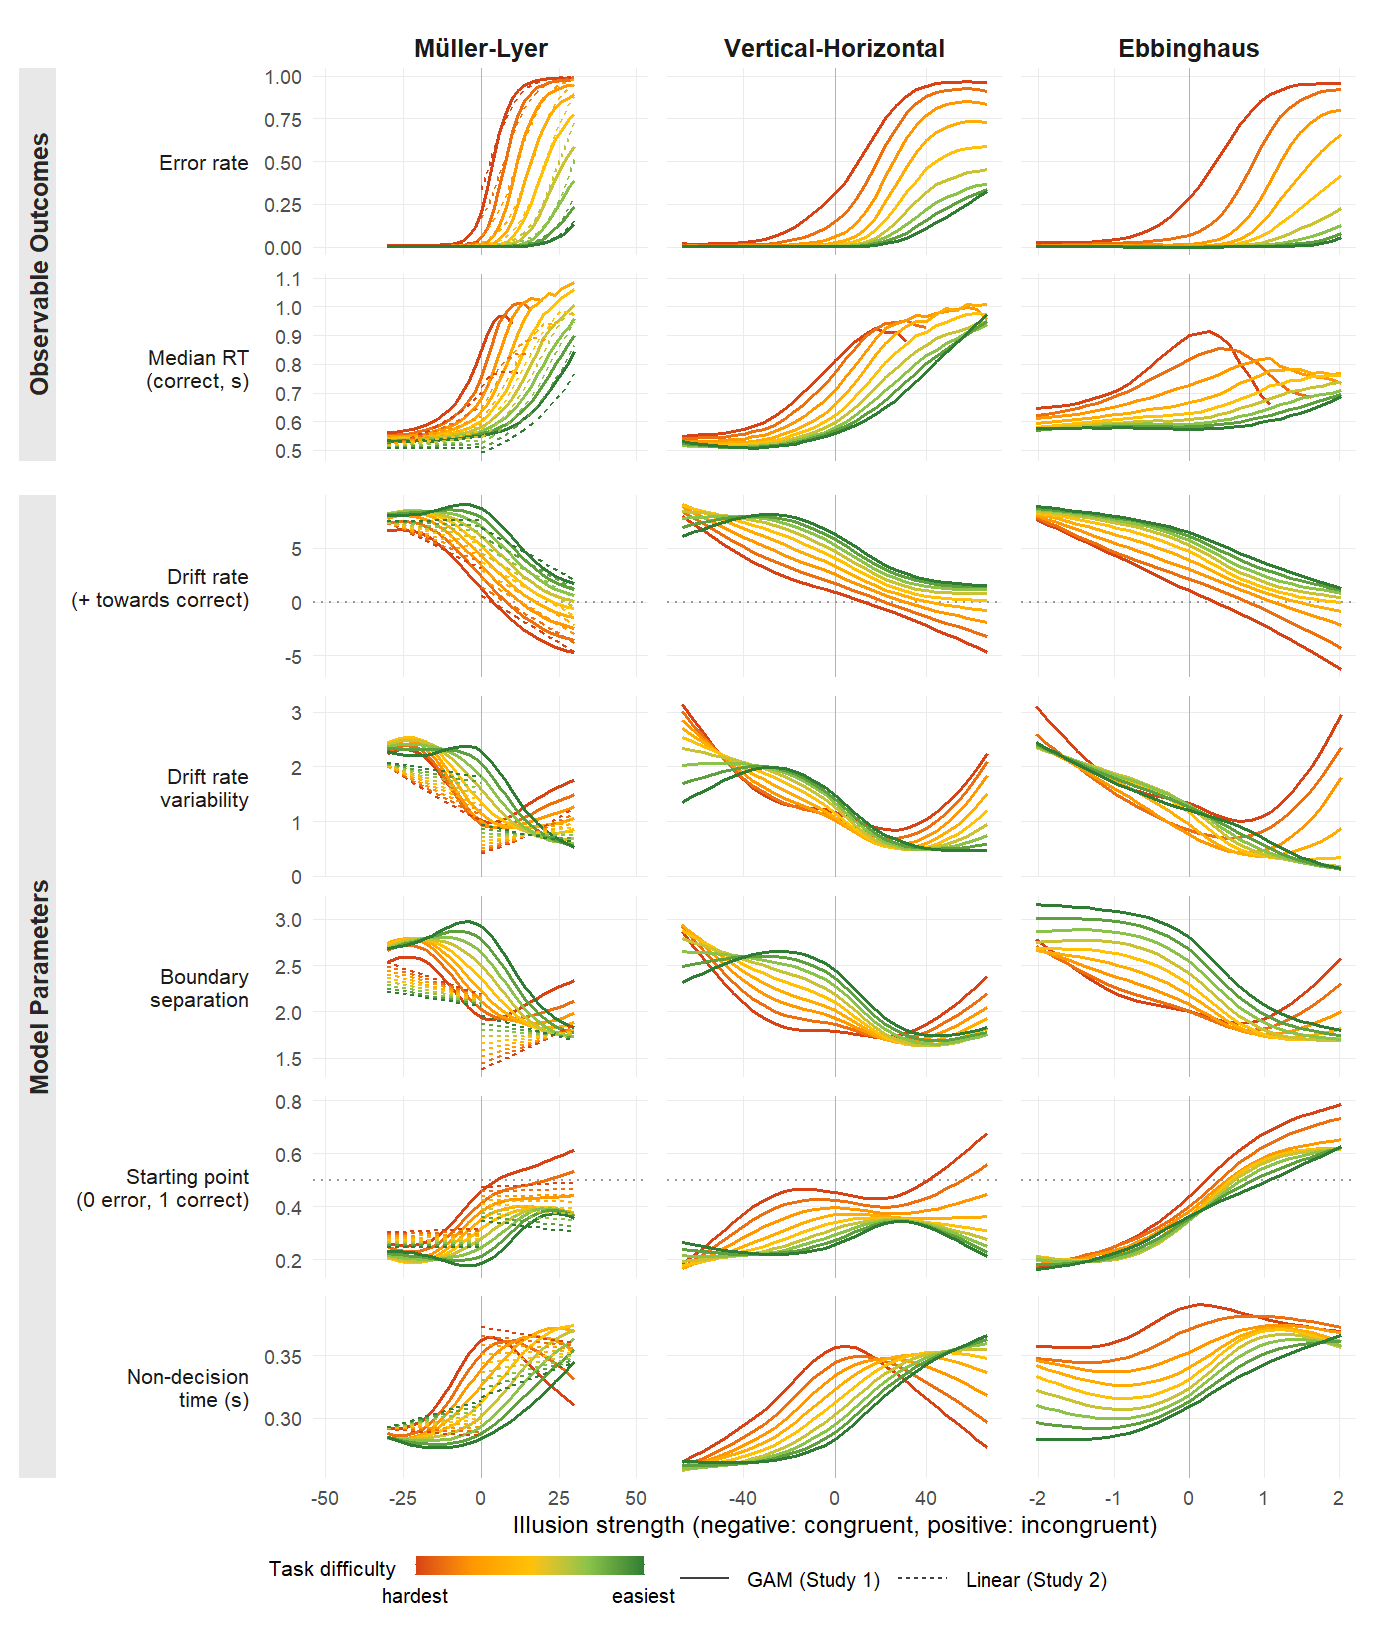 Müller-Lyer
Vertical-Horizontal
Ebbinghaus
Observable Outcomes
Error rate
1.00
0.75
0.50
0.25
0.00
Median RT
(correct, s)
1.1
1.0
0.9
0.8
0.7
0.6
0.5
Model Parameters
Drift rate
(+ towards correct)
5
0
-5
Drift rate
variability
3
2
1
0
Boundary
separation
3.0
2.5
2.0
1.5
Starting point
(0 error, 1 correct)
0.8
0.6
0.4
0.2
Non-decision
time (s)
0.35
0.30
-50 -25 0 25 50
-40 0 40
-2 -1 0 1 2
Illusion strength (negative: congruent, positive: incongruent)
Task difficulty
hardest easiest
GAM (Study 1)
Linear (Study 2)